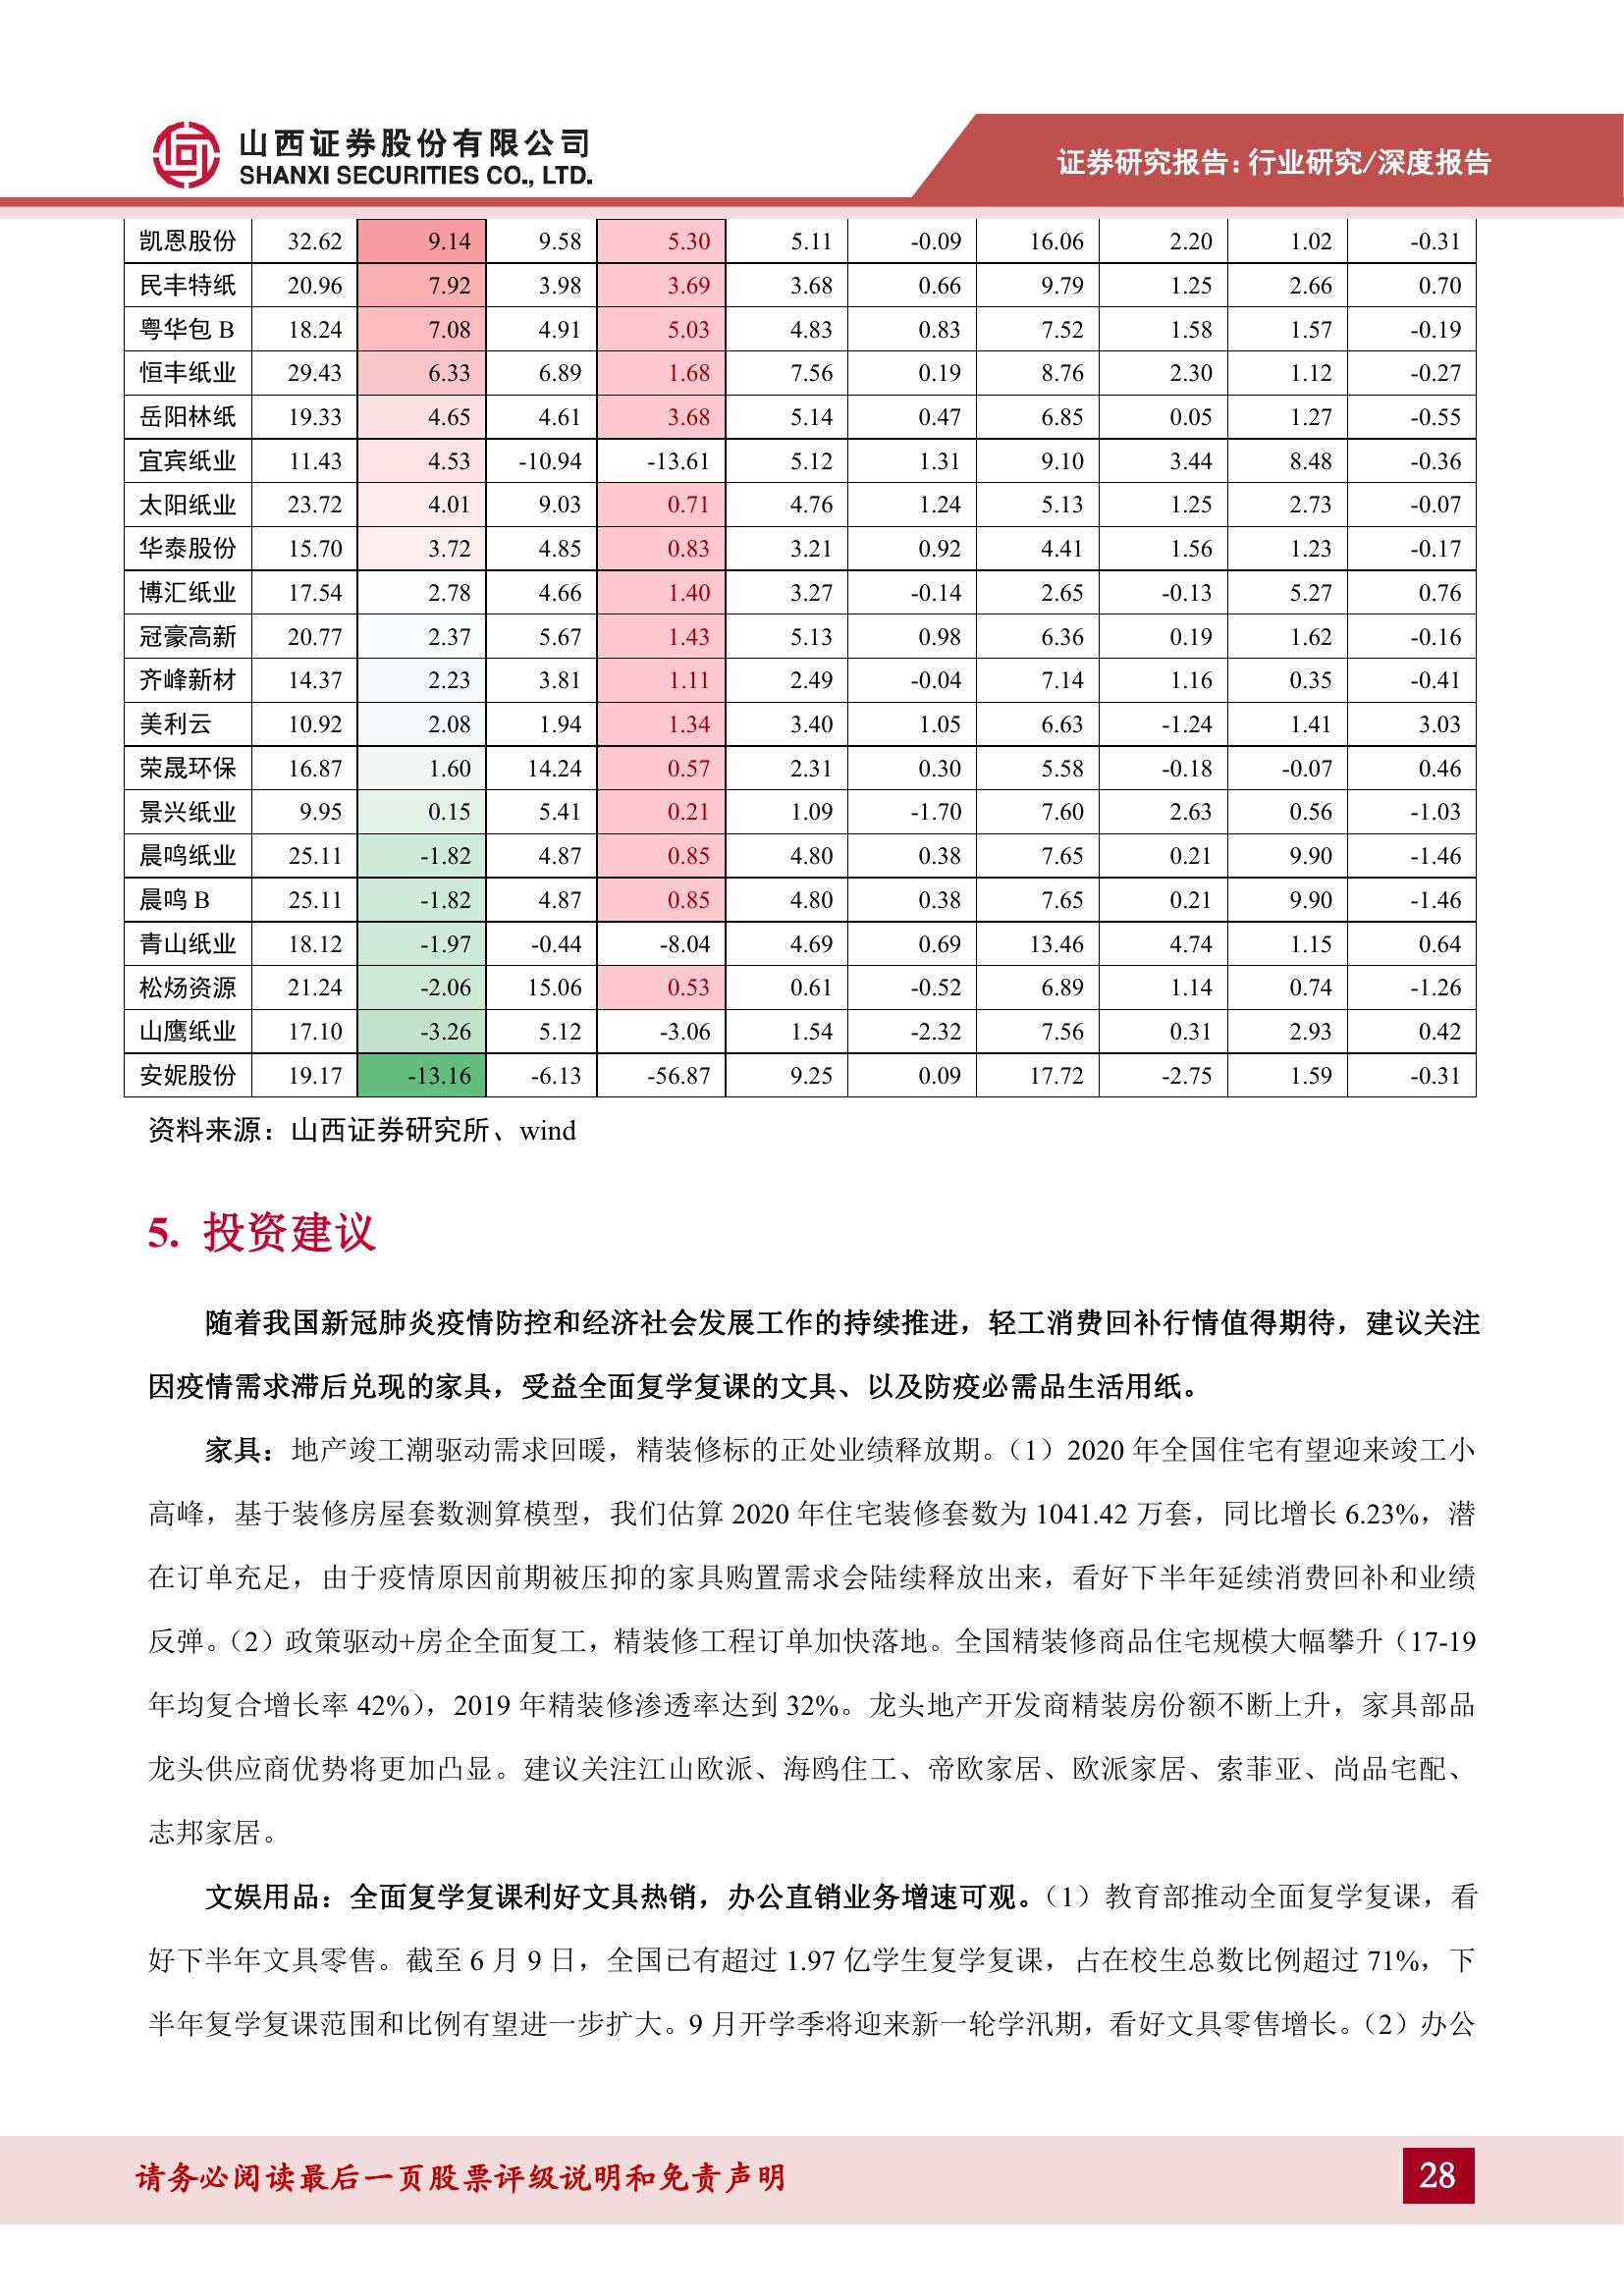 山西证券股份有限公司
SHANXI SECURITIES CO., LTD.
证券研究报告:行业研究/深度报告
凯恩股份 32.62 9.14 9.58 5.30 5.11 -0.09 16.06 2.20 1.02 -0.31
民丰特纸 20.96 7.92 3.98 3.69 3.68 0.66 9.79 1.25 2.66 0.70
粤华包 B 18.24 7.08 4.91 5.03 4.83 0.83 7.52 1.58 1.57 -0.19
恒丰纸业 29.43 6.33 6.89 1.68 7.56 0.19 8.76 2.30 1.12 -0.27
岳阳林纸 19.33 4.65 4.61 3.68 5.14 0.47 6.85 0.05 1.27 -0.55
宜宾纸业 11.43 4.53 -10.94 -13.61 5.12 1.31 9.10 3.44 8.48 -0.36
太阳纸业 23.72 4.01 9.03 0.71 4.76 1.24 5.13 1.25 2.73 -0.07
华泰股份 15.70 3.72 4.85 0.83 3.21 0.92 4.41 1.56 1.23 -0.17
博汇纸业 17.54 2.78 4.66 1.40 3.27 -0.14 2.65 -0.13 5.27 0.76
冠豪高新 20.77 2.37 5.67 1.43 5.13 0.98 6.36 0.19 1.62 -0.16
齐峰新材 14.37 2.23 3.81 1.11 2.49 -0.04 7.14 1.16 0.35 -0.41
美利云 10.92 2.08 1.94 1.34 3.40 1.05 6.63 -1.24 1.41 3.03
荣晟环保 16.87 1.60 14.24 0.57 2.31 0.30 5.58 -0.18 -0.07 0.46
景兴纸业 9.95 0.15 5.41 0.21 1.09 -1.70 7.60 2.63 0.56 -1.03
晨鸣纸业 25.11 -1.82 4.87 0.85 4.80 0.38 7.65 0.21 9.90 -1.46
晨鸣 B 25.11 -1.82 4.87 0.85 4.80 0.38 7.65 0.21 9.90 -1.46
青山纸业 18.12 -1.97 -0.44 -8.04 4.69 0.69 13.46 4.74 1.15 0.64
松炀资源 21.24 -2.06 15.06 0.53 0.61 -0.52 6.89 1.14 0.74 -1.26
山鹰纸业 17.10 -3.26 5.12 -3.06 1.54 -2.32 7.56 0.31 2.93 0.42
安妮股份 19.17 -13.16 -6.13 -56.87 9.25 0.09 17.72 -2.75 1.59 -0.31
资料来源：山西证券研究所、wind
5. 投资建议
随着我国新冠肺炎疫情防控和经济社会发展工作的持续推进，轻工消费回补行情值得期待，建议关注
因疫情需求滞后兑现的家具，受益全面复学复课的文具、以及防疫必需品生活用纸。
家具：地产竣工潮驱动需求回暖，精装修标的正处业绩释放期。（1）2020 年全国住宅有望迎来竣工小
高峰，基于装修房屋套数测算模型，我们估算 2020 年住宅装修套数为 1041.42 万套，同比增长 6.23%，潜
在订单充足，由于疫情原因前期被压抑的家具购置需求会陆续释放出来，看好下半年延续消费回补和业绩
反弹。（2）政策驱动+房企全面复工，精装修工程订单加快落地。全国精装修商品住宅规模大幅攀升（17-19
年均复合增长率 42%），2019 年精装修渗透率达到 32%。龙头地产开发商精装房份额不断上升，家具部品
龙头供应商优势将更加凸显。建议关注江山欧派、海鸥住工、帝欧家居、欧派家居、索菲亚、尚品宅配、
志邦家居。
文娱用品：全面复学复课利好文具热销，办公直销业务增速可观。（1）教育部推动全面复学复课，看
好下半年文具零售。截至 6 月 9 日，全国已有超过 1.97 亿学生复学复课，占在校生总数比例超过 71%，下
半年复学复课范围和比例有望进一步扩大。9 月开学季将迎来新一轮学汛期，看好文具零售增长。（2）办公
请务必阅读最后一页股票评级说明和免责声明
28